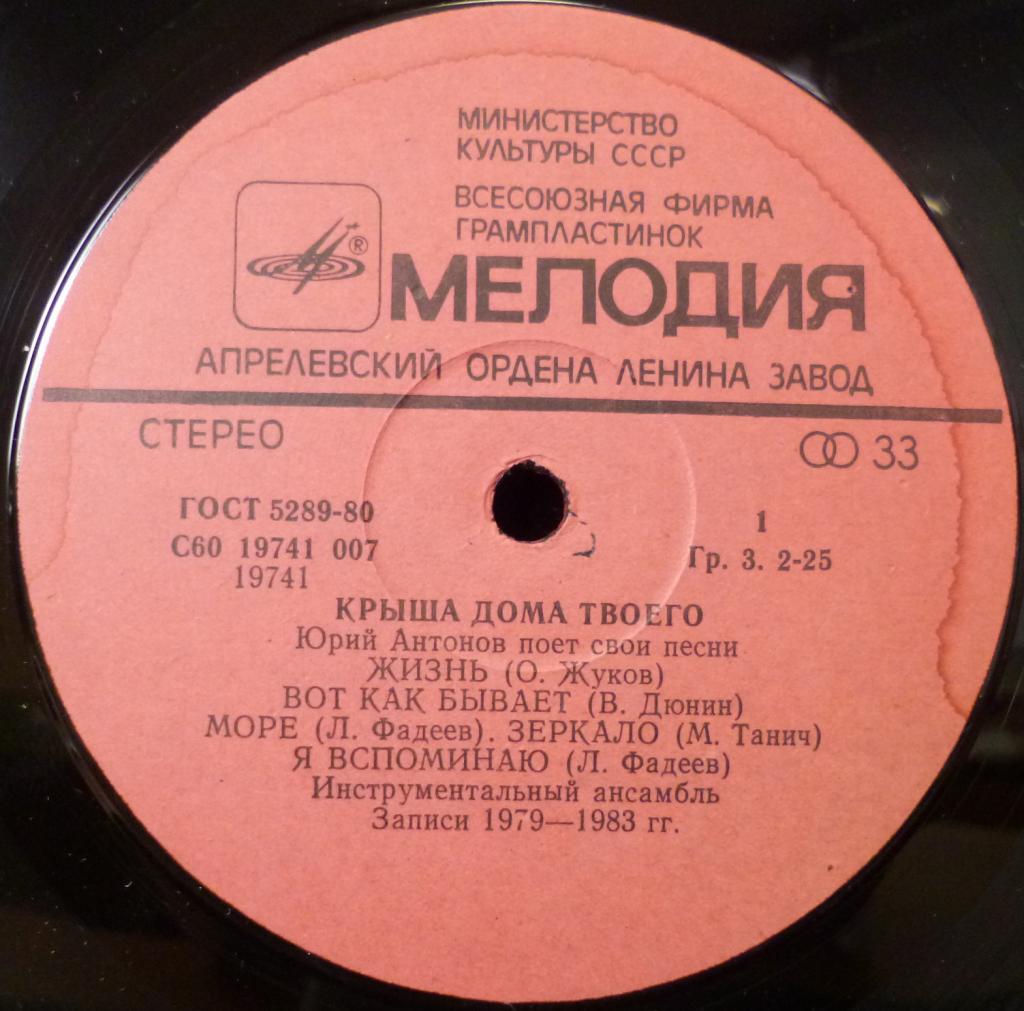 МИНИСТЕРСТВО
КУЛЬТУРЫ СССР
ВСЕСОЮЗНАЯ ФИРМА
ГРАМПЛАСТИНОК
®
МЕЛОДИЯ
АПРЕЛЕВСКИЙ ОРДЕНА ЛЕНИНА ЗАВОД
СТЕРЕО
33
ГОСТ 5289-80
С60 19741 007
19741
1
Гр. 3. 2-25
КРЫША ДОМА ТВОЕГО
Юрий Антонов поет свои песни
ЖИЗНЬ (О. Жуков)
ВОТ КАК БЫВАЕТ (В. Дюнин)
МОРЕ (Л. Фадеев). ЗЕРКАЛО (М. Танич)
Я ВСПОМИНАЮ (Л. Фадеев)
Инструментальный ансамбль
Записи 1979—1983 гг.